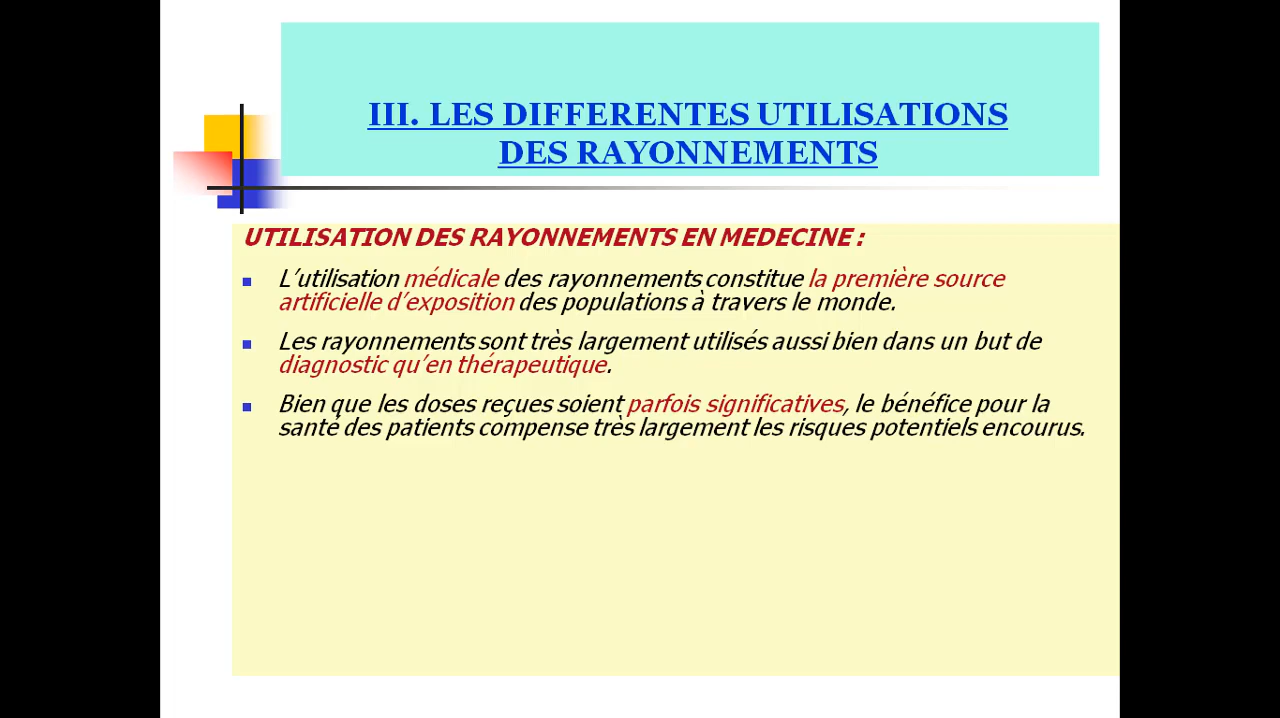 III. LES DIFFERENTES UTILISATIONS
DES RAYONNEMENTS
UTILISATION DES RAYONNEMENTS EN MEDECINE :
L’utilisation médicale des rayonnements constitue la première source
artificielle d’exposition des populations à travers le monde.
Les rayonnements sont très largement utilisés aussi bien dans un but de
diagnostic qu’en thérapeutique.
Bien que les doses reçues soient parfois significatives, le bénéfice pour la
santé des patients compense très largement les risques potentiels encourus.